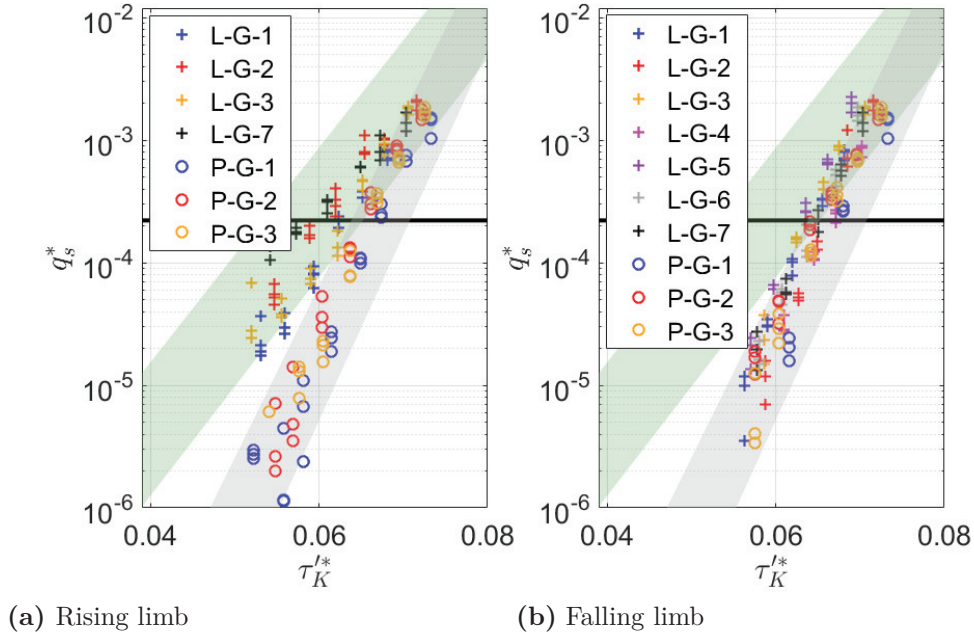 10^-2
10^-3
10^-4
10^-5
10^-6
q_s^*
L-G-1
L-G-2
L-G-3
L-G-7
P-G-1
P-G-2
P-G-3
0.04
0.06
0.08
τ'^*_K
(a) Rising limb
10^-2
10^-3
10^-4
10^-5
10^-6
q_s^*
L-G-1
L-G-2
L-G-3
L-G-4
L-G-5
L-G-6
L-G-7
P-G-1
P-G-2
P-G-3
0.04
0.06
0.08
τ'^*_K
(b) Falling limb